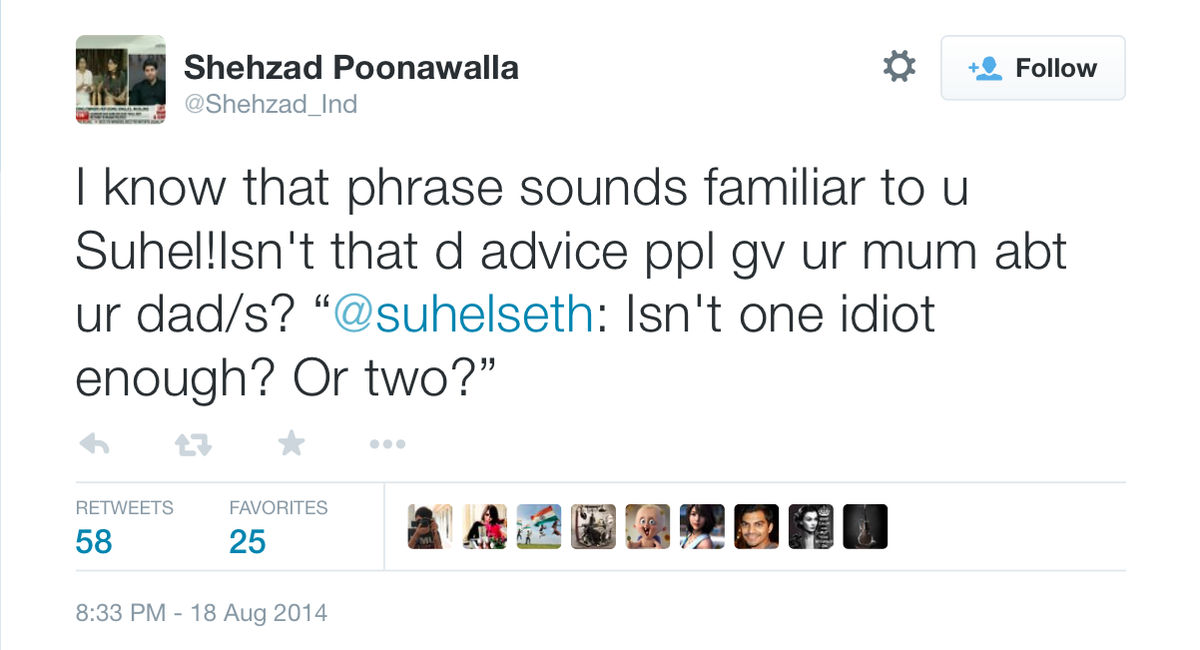 Shehzad Poonawalla
@Shehzad_Ind
Follow
I know that phrase sounds familiar to u
Suhel!Isn't that d advice ppl gv ur mum abt
ur dad/s? “@suhelseth: Isn't one idiot
enough? Or two?”
RETWEETS FAVORITES
58 25
8:33 PM - 18 Aug 2014